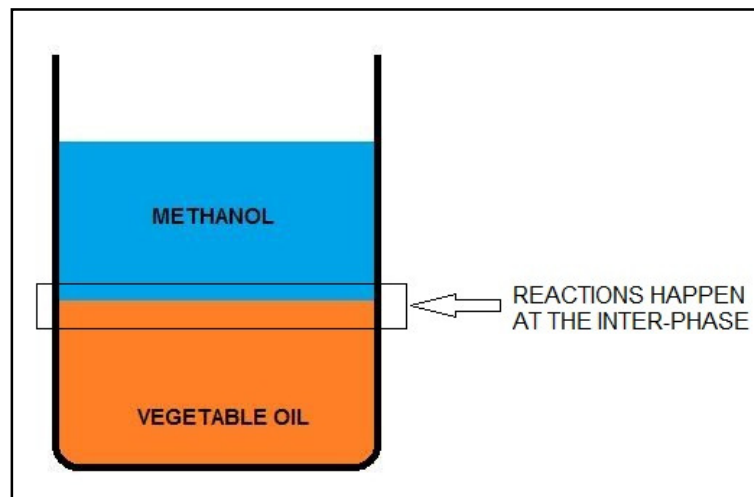 METHANOL
REACTIONS HAPPEN
AT THE INTER-PHASE
VEGETABLE OIL